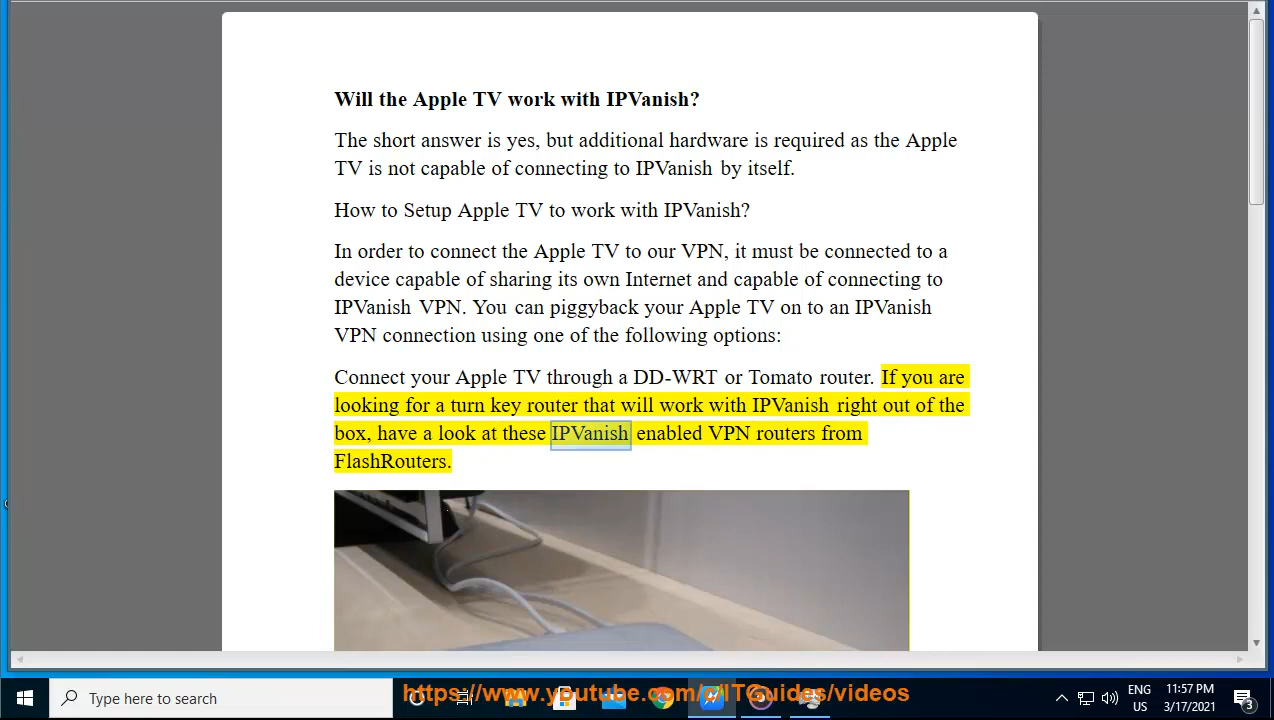 Will the Apple TV work with IPVanish?
The short answer is yes, but additional hardware is required as the Apple
TV is not capable of connecting to IPVanish by itself.
How to Setup Apple TV to work with IPVanish?
In order to connect the Apple TV to our VPN, it must be connected to a
device capable of sharing its own Internet and capable of connecting to
IPVanish VPN. You can piggyback your Apple TV on to an IPVanish
VPN connection using one of the following options:
Connect your Apple TV through a DD-WRT or Tomato router. If you are
looking for a turn key router that will work with IPVanish right out of the
box, have a look at these IPVanish enabled VPN routers from
FlashRouters.
Type here to search
https://www.youtube.com/c/ITGuides/videos
ENG
US
11:57 PM
3/17/2021
3